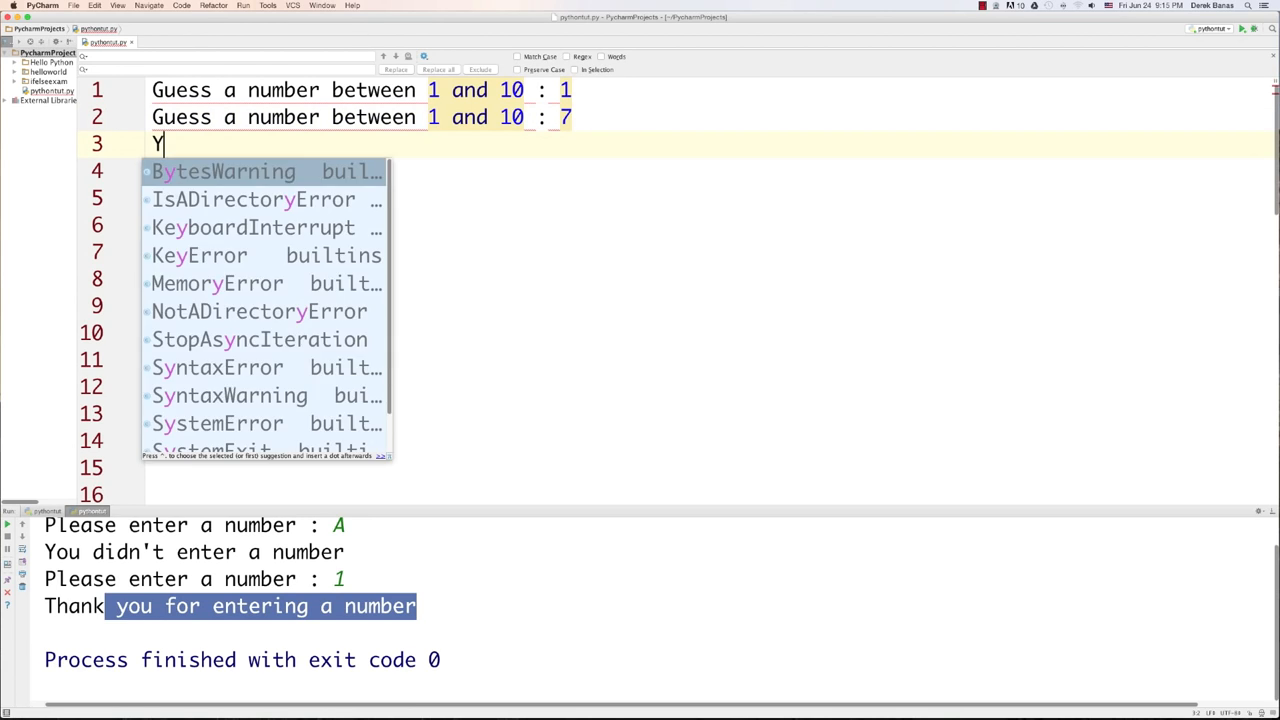 PyCharm File Edit View Navigate Code Refactor Run Tools VCS Window Help
Fri Jun 24 9:15 PM Derek Banas
pythontut.py - PycharmProjects - [~/PycharmProjects]
PycharmProjects pythontut.py
pythontut
pythontut.py
Match Case Regex Words
Replace Replace all Exclude Preserve Case In Selection
PycharmProject
Hello Python
helloworld
ifelseexam
pythontut.py
External Librarie
1 Guess a number between 1 and 10 : 1
2 Guess a number between 1 and 10 : 7
3 Y
4
5
6
7
8
9
10
11
12
13
14
15
16
BytesWarning buil…
IsADirectoryError …
KeyboardInterrupt …
KeyError builtins
MemoryError built…
NotADirectoryError
StopAsyncIteration
SyntaxError built…
SyntaxWarning bui…
SystemError built…
SystemExit builti
Press ^. to choose the selected (or first) suggestion and insert a dot afterwards >>
Run: pythontut pythontut
Please enter a number : A
You didn't enter a number
Please enter a number : 1
Thank you for entering a number
Process finished with exit code 0
3:2 LF÷ UTF-8÷